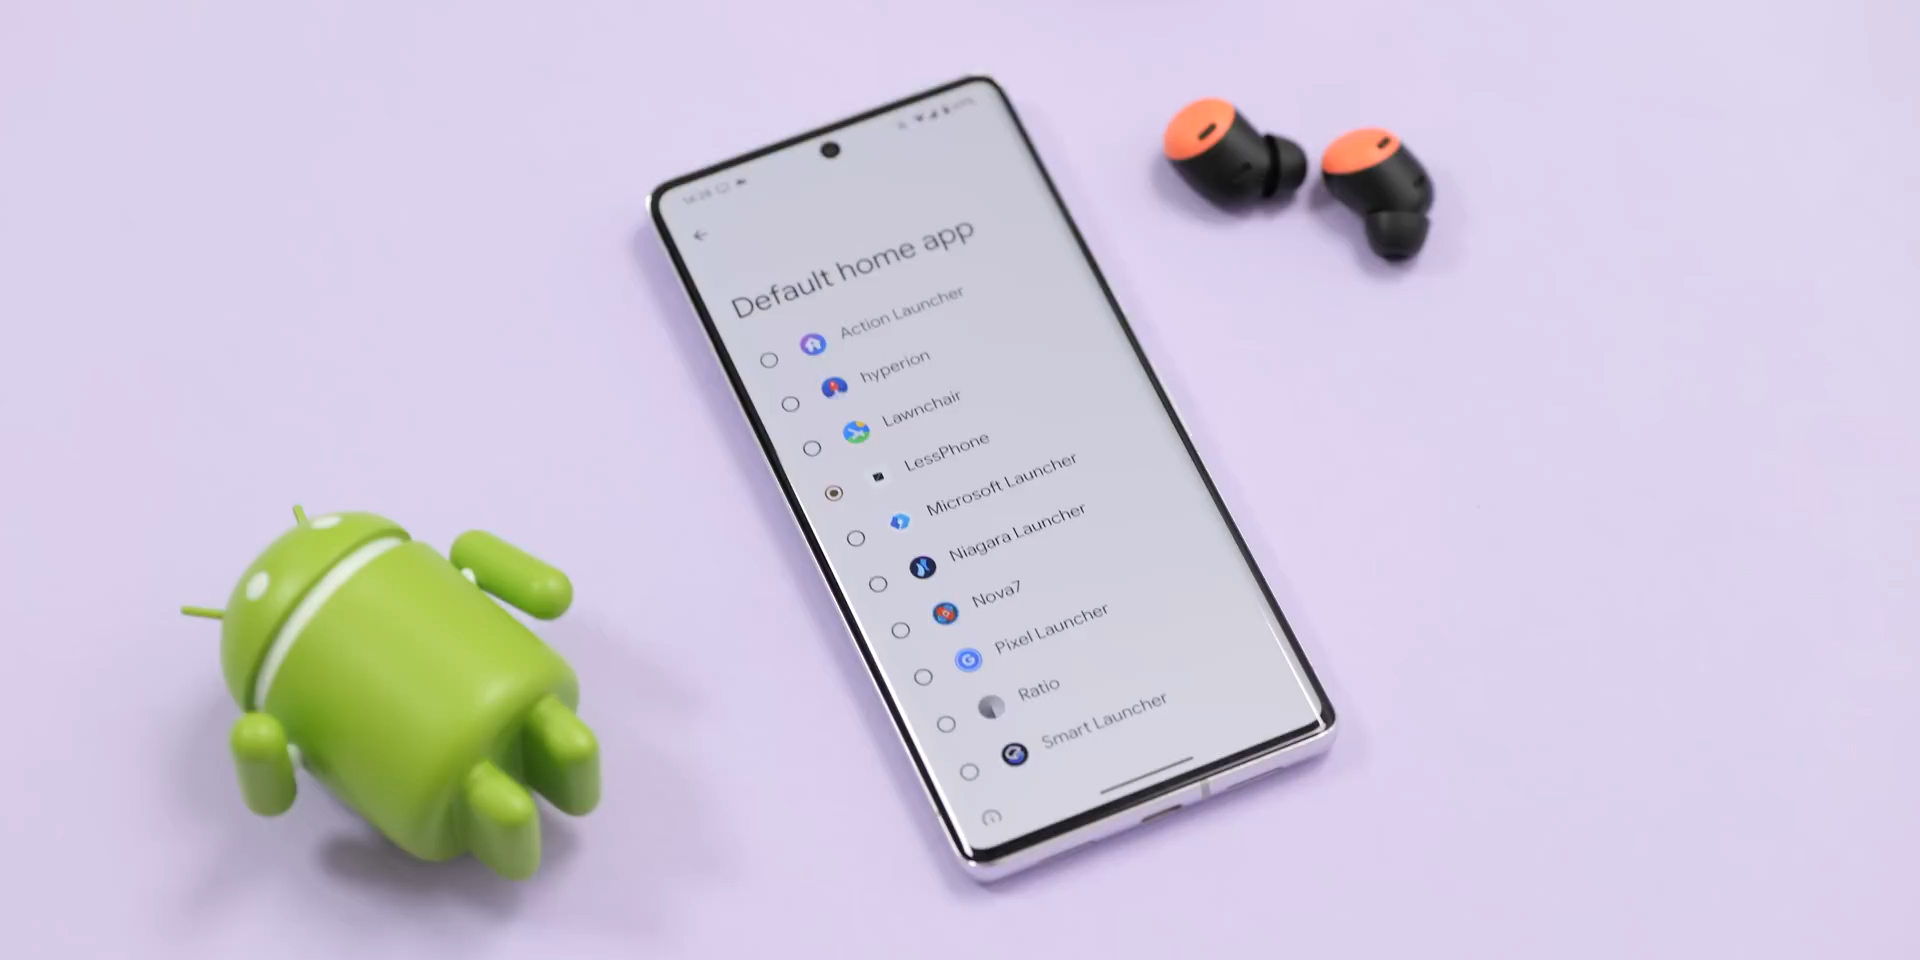 Default home app
Action Launcher
hyperion
Lawnchair
LessPhone
Microsoft Launcher
Niagara Launcher
Nova7
Pixel Launcher
Ratio
Smart Launcher